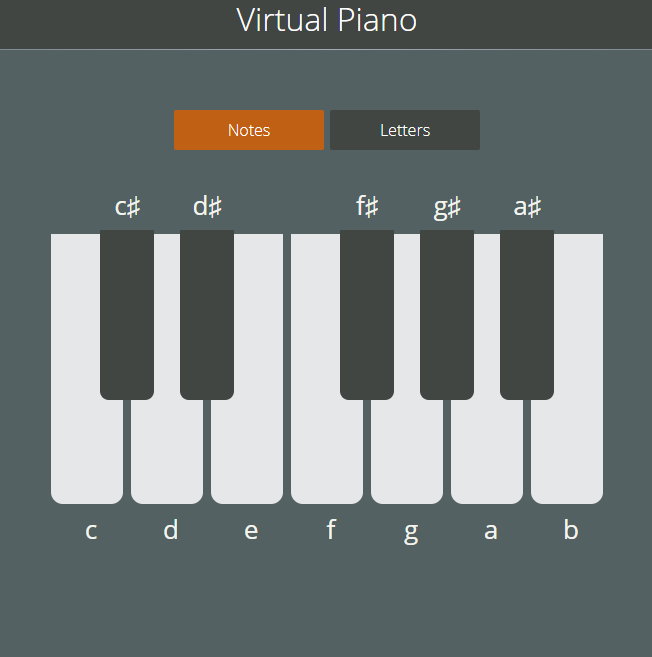 Virtual Piano
Notes Letters
c♯ d♯ f♯ g♯ a♯
c d e f g a b